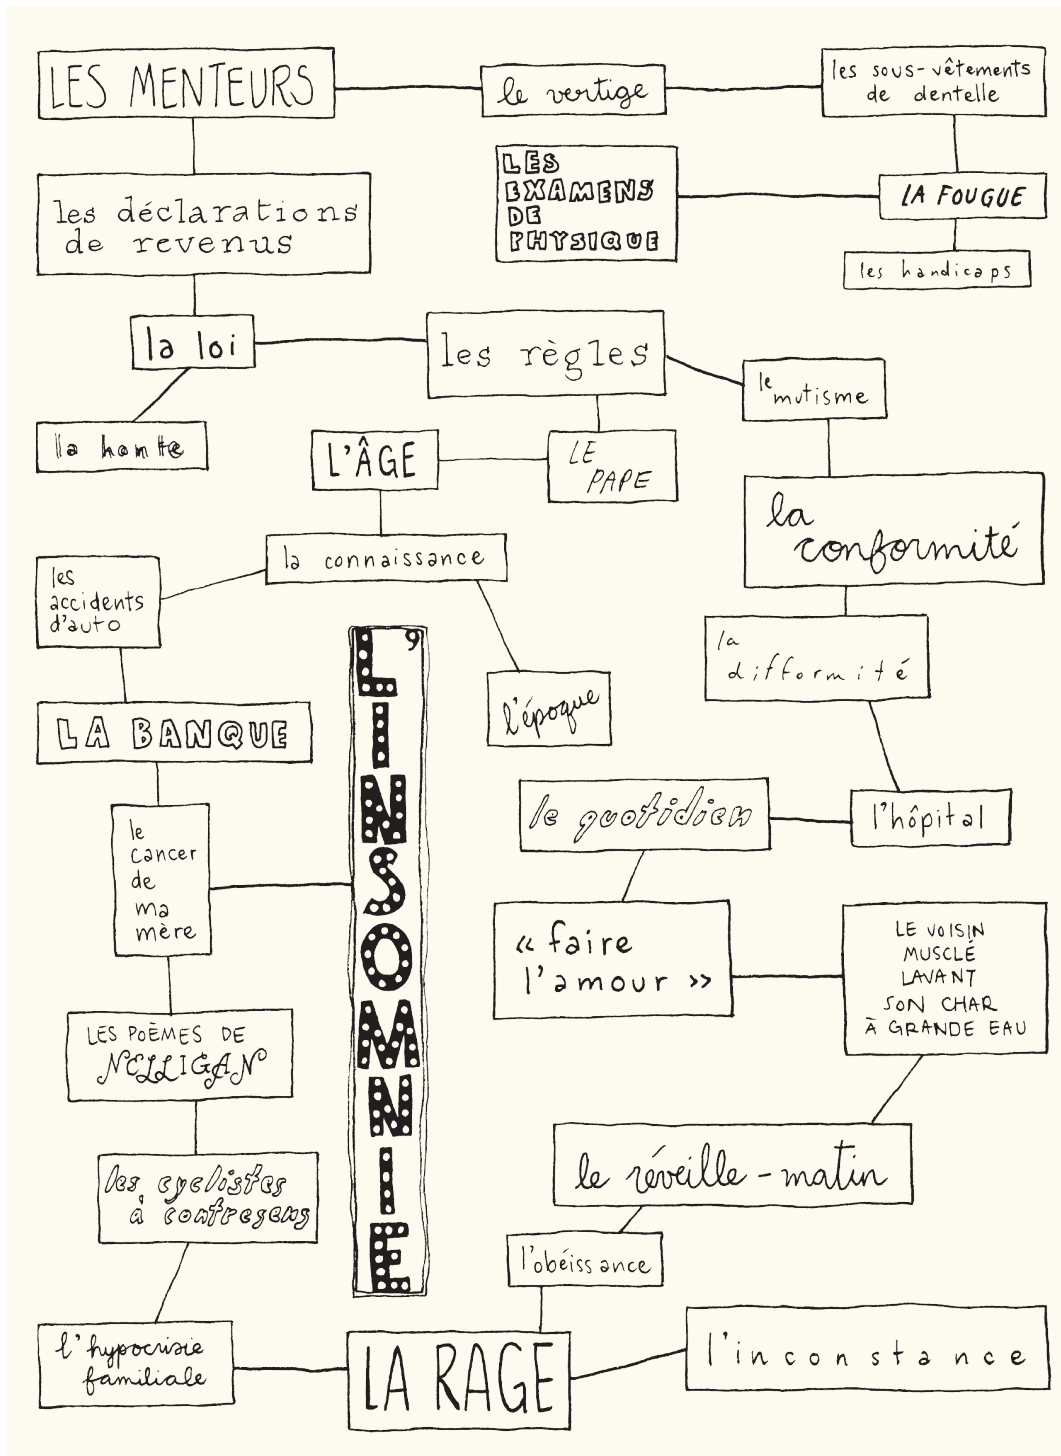 LES MENTEURS
le vertige
les sous-vêtements
de dentelle
LES
EXAMENS
DE
PHYSIQUE
LA FOUGUE
les handicaps
les déclarations
de revenus
la loi
les règles
le
mutisme
la honte
L'ÂGE
LE
PAPE
la
conformité
la connaissance
les
accidents
d'auto
la
difformité
l'époque
LA BANQUE
L'INSOMNIE
le quotidien
l'hôpital
le
cancer
de
ma
mère
« faire
l'amour »
LE VOISIN
MUSCLÉ
LAVANT
SON CHAR
À GRANDE EAU
LES POÈMES DE
NELLIGAN
le réveille-matin
les cyclistes
à contresens
l'obéissance
l'hypocrisie
familiale
LA RAGE
l'inconstance